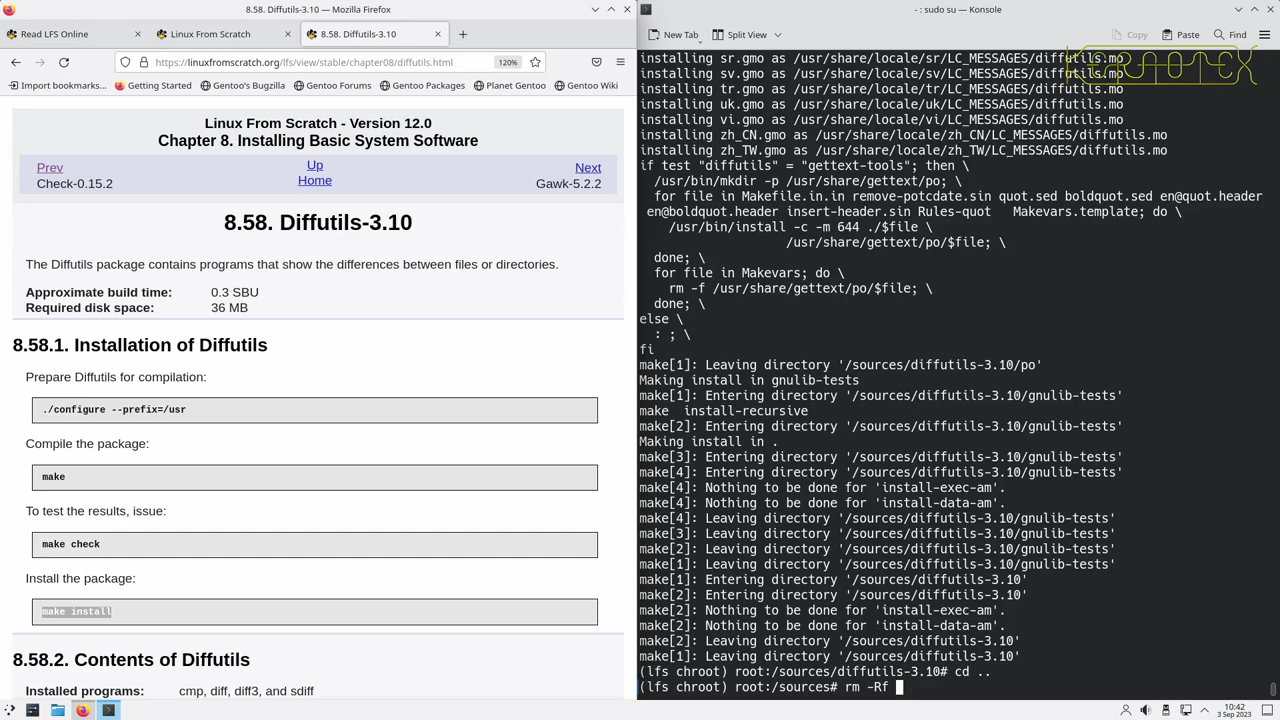 8.58. Diffutils-3.10 — Mozilla Firefox
Read LFS Online
Linux From Scratch
8.58. Diffutils-3.10
https://linuxfromscratch.org/lfs/view/stable/chapter08/diffutils.html
120%
Import bookmarks...
Getting Started
Gentoo's Bugzilla
Gentoo Forums
Gentoo Packages
Planet Gentoo
Gentoo Wiki
Linux From Scratch - Version 12.0
Chapter 8. Installing Basic System Software
Prev
Up
Next
Check-0.15.2
Home
Gawk-5.2.2
8.58. Diffutils-3.10
The Diffutils package contains programs that show the differences between files or directories.
Approximate build time: 0.3 SBU
Required disk space: 36 MB
8.58.1. Installation of Diffutils
Prepare Diffutils for compilation:
./configure --prefix=/usr
Compile the package:
make
To test the results, issue:
make check
Install the package:
make install
8.58.2. Contents of Diffutils
Installed programs: cmp, diff, diff3, and sdiff
- : sudo su — Konsole
New Tab
Split View
Copy
Paste
Find
KERNOTEX
installing sr.gmo as /usr/share/locale/sr/LC_MESSAGES/diffutils.mo
installing sv.gmo as /usr/share/locale/sv/LC_MESSAGES/diffutils.mo
installing tr.gmo as /usr/share/locale/tr/LC_MESSAGES/diffutils.mo
installing uk.gmo as /usr/share/locale/uk/LC_MESSAGES/diffutils.mo
installing vi.gmo as /usr/share/locale/vi/LC_MESSAGES/diffutils.mo
installing zh_CN.gmo as /usr/share/locale/zh_CN/LC_MESSAGES/diffutils.mo
installing zh_TW.gmo as /usr/share/locale/zh_TW/LC_MESSAGES/diffutils.mo
if test "diffutils" = "gettext-tools"; then \
/usr/bin/mkdir -p /usr/share/gettext/po; \
for file in Makefile.in.in remove-potcdate.sin quot.sed boldquot.sed en@quot.header
en@boldquot.header insert-header.sin Rules-quot Makevars.template; do \
/usr/bin/install -c -m 644 ./$file \
/usr/share/gettext/po/$file; \
done; \
for file in Makevars; do \
rm -f /usr/share/gettext/po/$file; \
done; \
else \
: ; \
fi
make[1]: Leaving directory '/sources/diffutils-3.10/po'
Making install in gnulib-tests
make[1]: Entering directory '/sources/diffutils-3.10/gnulib-tests'
make install-recursive
make[2]: Entering directory '/sources/diffutils-3.10/gnulib-tests'
Making install in .
make[3]: Entering directory '/sources/diffutils-3.10/gnulib-tests'
make[4]: Entering directory '/sources/diffutils-3.10/gnulib-tests'
make[4]: Nothing to be done for 'install-exec-am'.
make[4]: Nothing to be done for 'install-data-am'.
make[4]: Leaving directory '/sources/diffutils-3.10/gnulib-tests'
make[3]: Leaving directory '/sources/diffutils-3.10/gnulib-tests'
make[2]: Leaving directory '/sources/diffutils-3.10/gnulib-tests'
make[1]: Leaving directory '/sources/diffutils-3.10/gnulib-tests'
make[1]: Entering directory '/sources/diffutils-3.10'
make[2]: Entering directory '/sources/diffutils-3.10'
make[2]: Nothing to be done for 'install-exec-am'.
make[2]: Nothing to be done for 'install-data-am'.
make[2]: Leaving directory '/sources/diffutils-3.10'
make[1]: Leaving directory '/sources/diffutils-3.10'
(lfs chroot) root:/sources/diffutils-3.10# cd ..
(lfs chroot) root:/sources# rm -Rf
10:42
3 Sep 2023